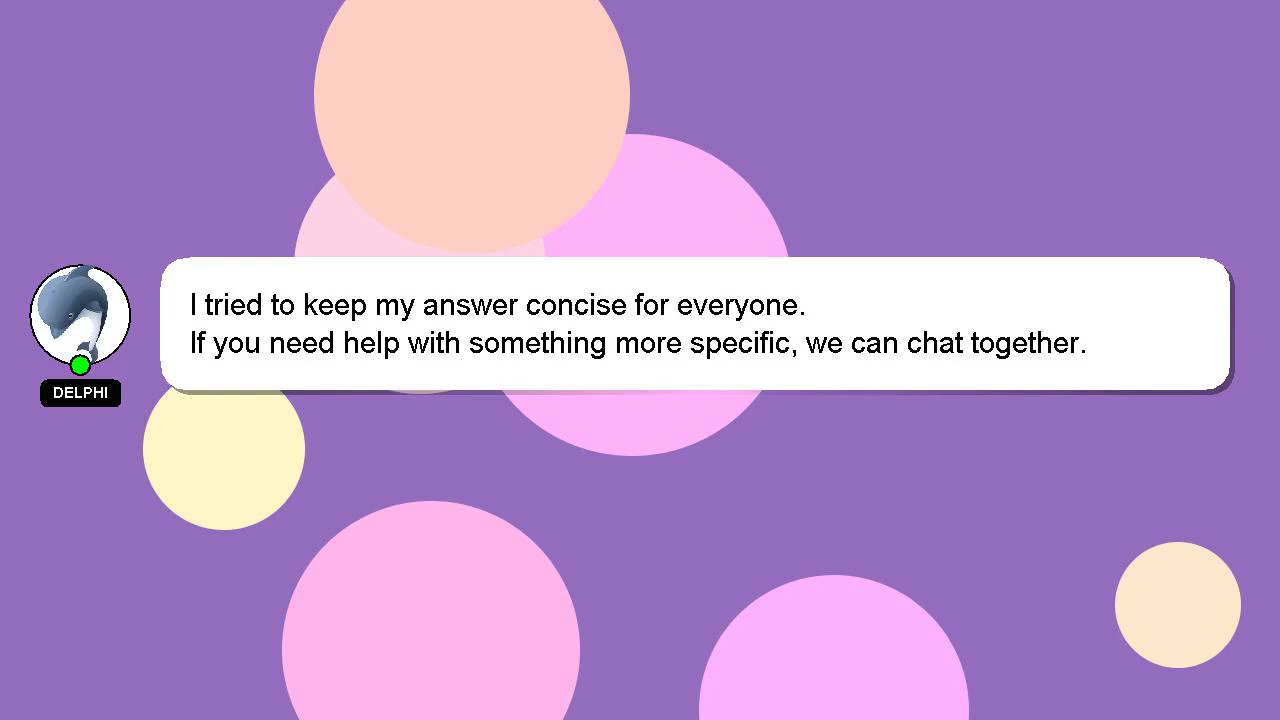 I tried to keep my answer concise for everyone.
If you need help with something more specific, we can chat together.
DELPHI